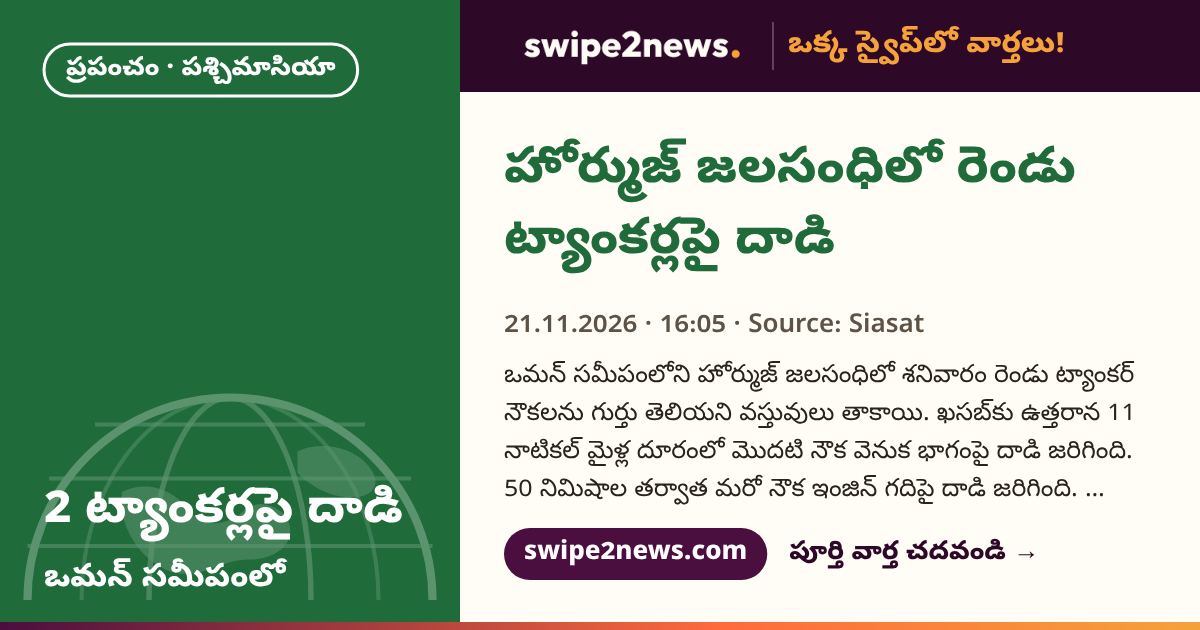 ప్రపంచం · పశ్చిమాసియా
2 ట్యాంకర్లపై దాడి
ఒమన్ సమీపంలో
swipe2news. ఒక్క స్వైప్‌లో వార్తలు!
హోర్ముజ్ జలసంధిలో రెండు
ట్యాంకర్లపై దాడి
21.11.2026 · 16:05 · Source: Siasat
ఒమన్ సమీపంలోని హోర్ముజ్ జలసంధిలో శనివారం రెండు ట్యాంకర్
నౌకలను గుర్తు తెలియని వస్తువులు తాకాయి. ఖసబ్‌కు ఉత్తరాన 11
నాటికల్ మైళ్ల దూరంలో మొదటి నౌక వెనుక భాగంపై దాడి జరిగింది.
50 నిమిషాల తర్వాత మరో నౌక ఇంజిన్ గదిపై దాడి జరిగింది. ...
swipe2news.com పూర్తి వార్త చదవండి →